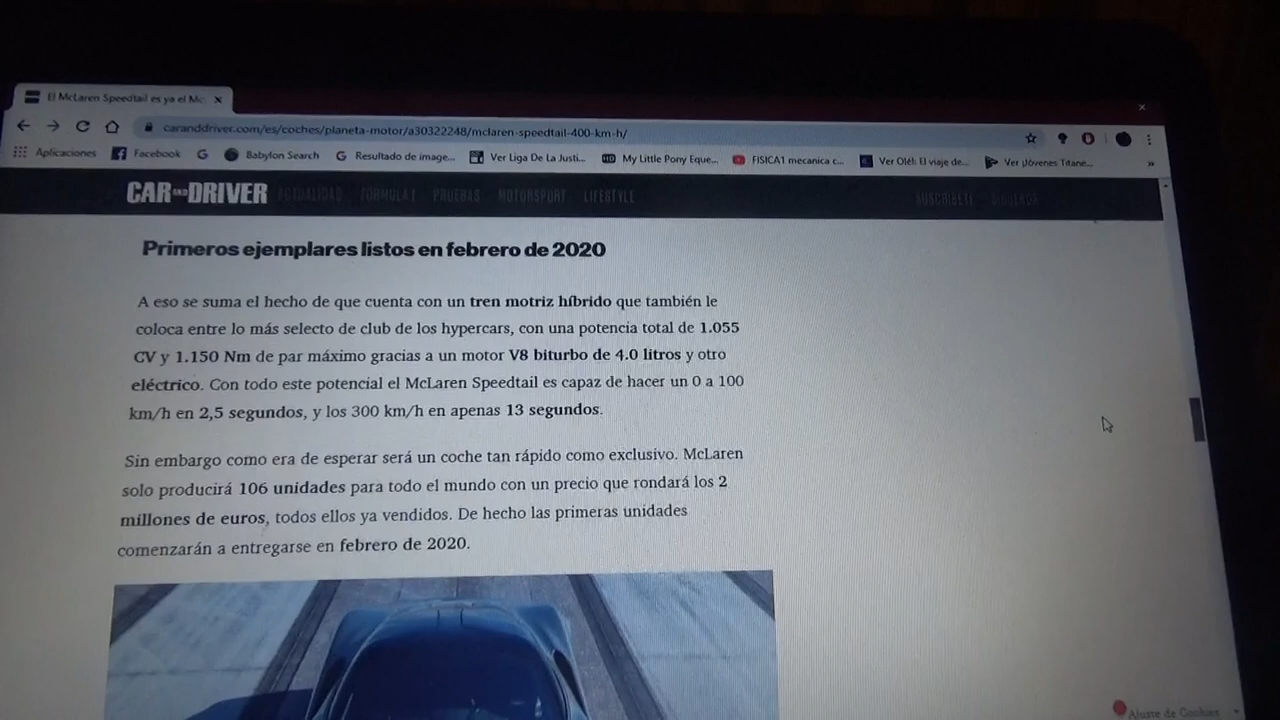 El McLaren Speedtail es ya el Mc
caranddriver.com/es/coches/planeta-motor/a30322248/mclaren-speedtail-400-km-h/
Aplicaciones Facebook Babylon Search Resultado de image... Ver Liga De La Justi... My Little Pony Eque... FISICA1 mecanica c... Ver Olé!: El viaje de... Ver ¡Jóvenes Titane...
CAR AND DRIVER ACTUALIDAD FÓRMULA 1 PRUEBAS MOTORSPORT LIFESTYLE SUSCRÍBETE
Primeros ejemplares listos en febrero de 2020
A eso se suma el hecho de que cuenta con un tren motriz híbrido que también le
coloca entre lo más selecto de club de los hypercars, con una potencia total de 1.055
CV y 1.150 Nm de par máximo gracias a un motor V8 biturbo de 4.0 litros y otro
eléctrico. Con todo este potencial el McLaren Speedtail es capaz de hacer un 0 a 100
km/h en 2,5 segundos, y los 300 km/h en apenas 13 segundos.
Sin embargo como era de esperar será un coche tan rápido como exclusivo. McLaren
solo producirá 106 unidades para todo el mundo con un precio que rondará los 2
millones de euros, todos ellos ya vendidos. De hecho las primeras unidades
comenzarán a entregarse en febrero de 2020.
Ajuste de Cookies